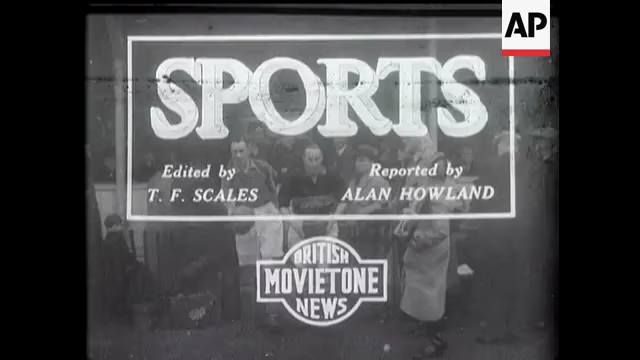 AP
SPORTS
Edited by
T. F. SCALES
Reported by
ALAN HOWLAND
BRITISH
MOVIETONE
NEWS